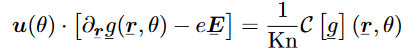 𝒖(θ) · [∂_r̲ g̲(r̲, θ) − eE̲] = 1/Kn 𝒞 [g̲] (r̲, θ)